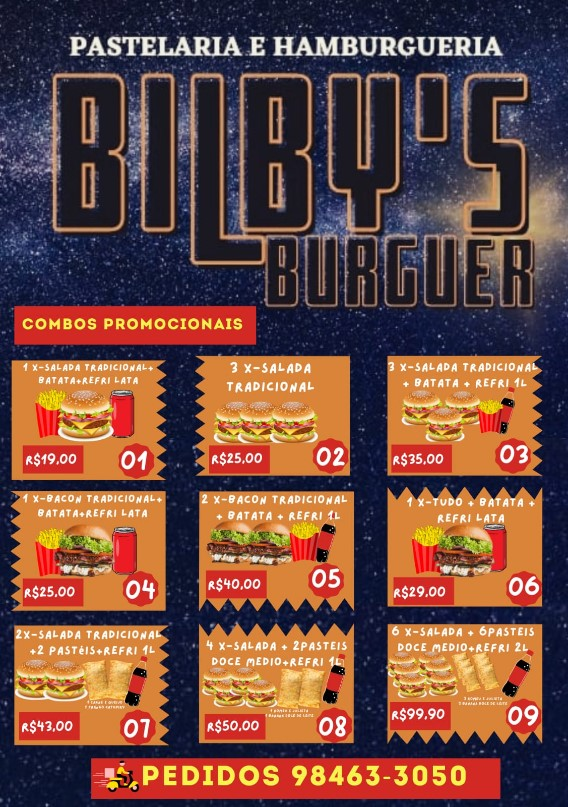 PASTELARIA E HAMBURGUERIA
BILBY'S
BURGUER
COMBOS PROMOCIONAIS
1 X-SALADA TRADICIONAL+
BATATA+REFRI LATA
R$19,00
01
3 X-SALADA
TRADICIONAL
R$25,00
02
3 X-SALADA TRADICIONAL
+ BATATA + REFRI 1L
R$35,00
03
1 X-BACON TRADICIONAL+
BATATA+REFRI LATA
R$25,00
04
2 X-BACON TRADICIONAL
+ BATATA + REFRI 1L
R$40,00
05
1 X-TUDO + BATATA +
REFRI LATA
R$29,00
06
2X-SALADA TRADICIONAL
+2 PASTÉIS+REFRI 1L
R$43,00
07
4 X-SALADA + 2PASTEIS
DOCE MEDIO+REFRI 1L
R$50,00
08
6 X-SALADA + 6PASTEIS
DOCE MEDIO+REFRI 2L
R$99,90
09
PEDIDOS 98463-3050